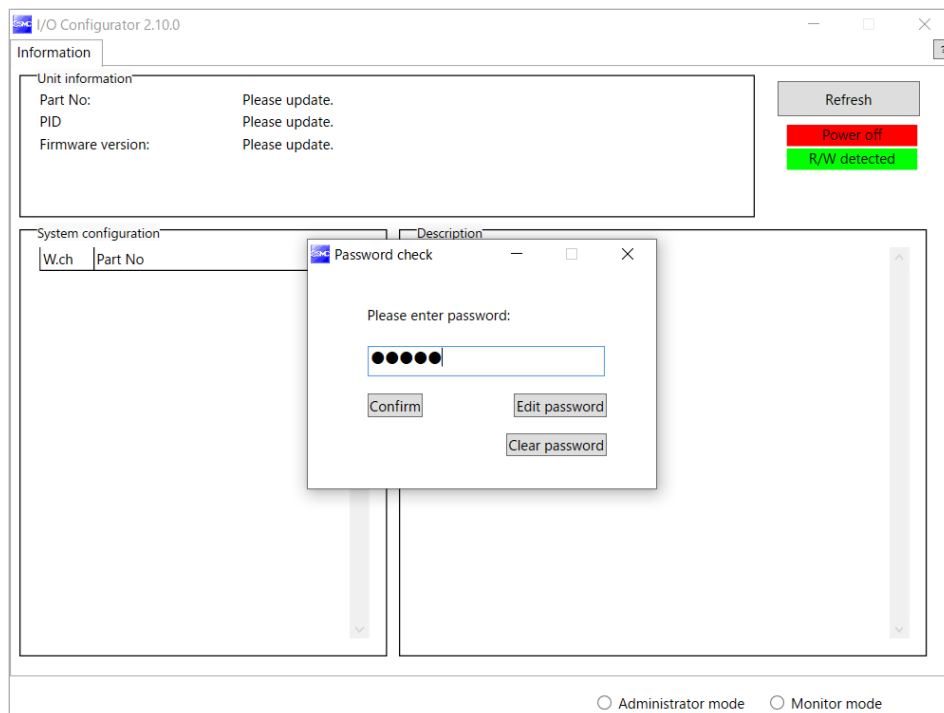 SMC I/O Configurator 2.10.0
Information
?
Unit information
Part No: Please update.
PID Please update.
Firmware version: Please update.
Refresh
Power off
R/W detected
System configuration
W.ch Part No
Description
SMC Password check
Please enter password:
●●●●●
Confirm
Edit password
Clear password
Administrator mode
Monitor mode